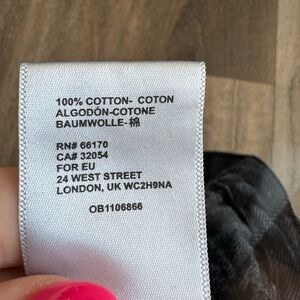 100% COTTON- COTON
ALGODÓN-COTONE
BAUMWOLLE-棉
RN# 66170
CA# 32054
FOR EU
24 WEST STREET
LONDON, UK WC2H9NA
OB1106866